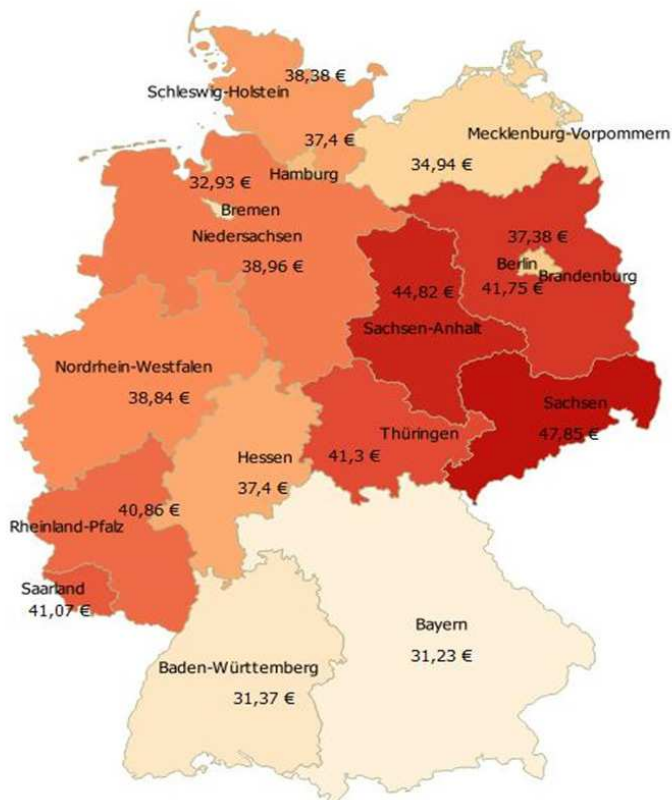 38,38 €
Schleswig-Holstein
37,4 €
Mecklenburg-Vorpommern
34,94 €
Hamburg
32,93 €
Bremen
Niedersachsen
38,96 €
37,38 €
Berlin
Brandenburg
41,75 €
44,82 €
Sachsen-Anhalt
Nordrhein-Westfalen
38,84 €
Sachsen
47,85 €
Thüringen
41,3 €
Hessen
37,4 €
40,86 €
Rheinland-Pfalz
Saarland
41,07 €
Bayern
31,23 €
Baden-Württemberg
31,37 €